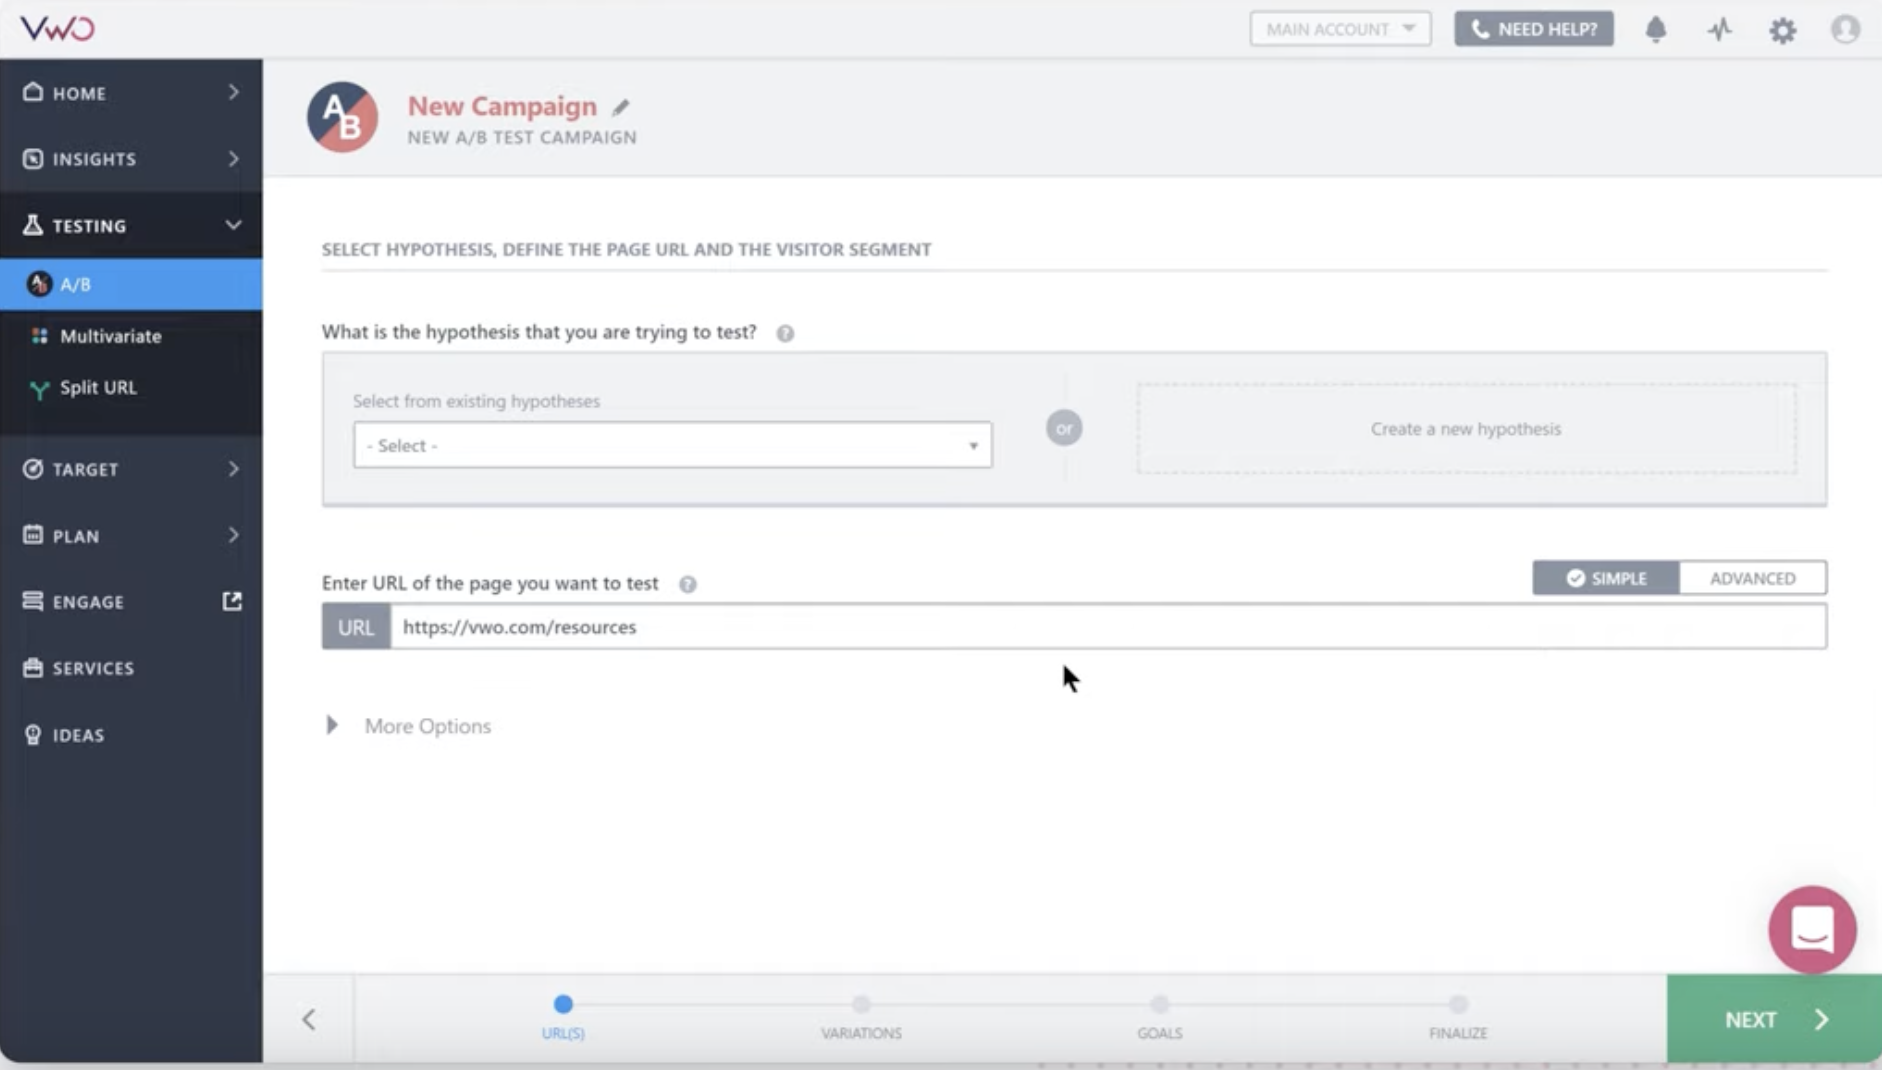 VWO
MAIN ACCOUNT
NEED HELP?
HOME
INSIGHTS
TESTING
A/B
Multivariate
Split URL
TARGET
PLAN
ENGAGE
SERVICES
IDEAS
AB
New Campaign
NEW A/B TEST CAMPAIGN
SELECT HYPOTHESIS, DEFINE THE PAGE URL AND THE VISITOR SEGMENT
What is the hypothesis that you are trying to test? ?
Select from existing hypotheses
- Select -
or
Create a new hypothesis
Enter URL of the page you want to test ?
SIMPLE ADVANCED
URL https://vwo.com/resources
More Options
URL(S) VARIATIONS GOALS FINALIZE
NEXT